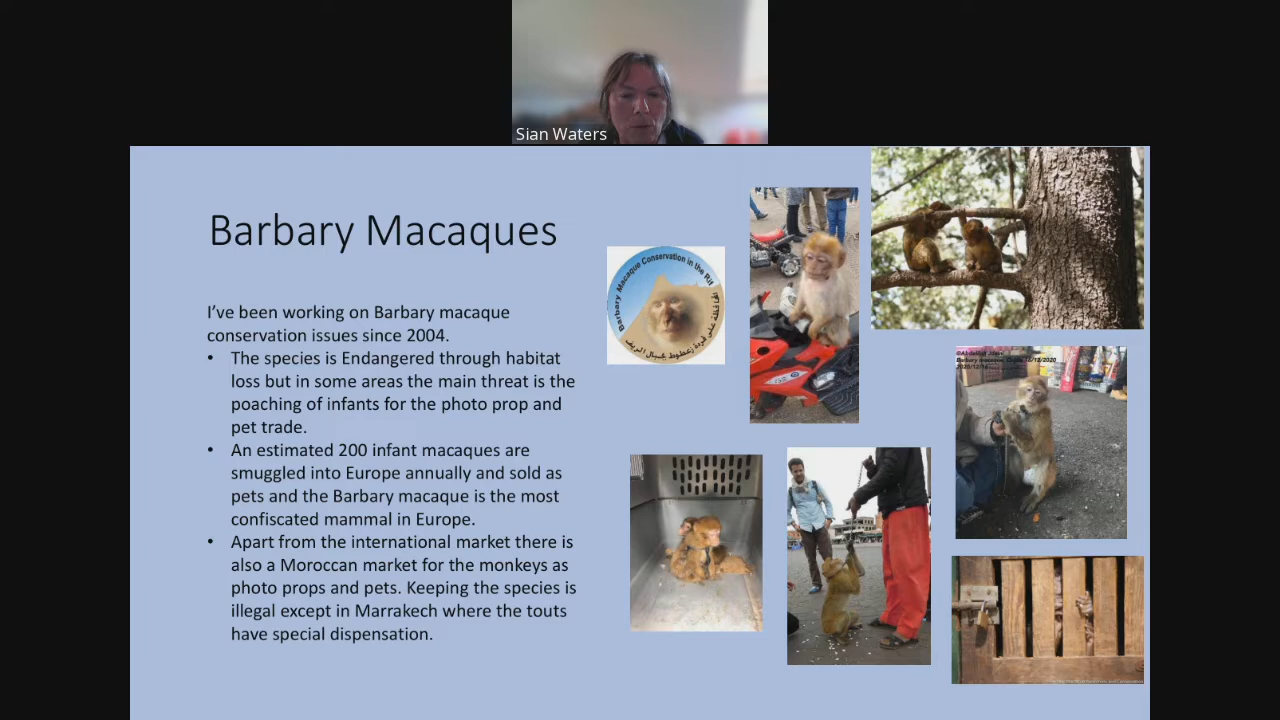 Sian Waters
Barbary Macaques
I've been working on Barbary macaque
conservation issues since 2004.
• The species is Endangered through habitat
loss but in some areas the main threat is the
poaching of infants for the photo prop and
pet trade.
• An estimated 200 infant macaques are
smuggled into Europe annually and sold as
pets and the Barbary macaque is the most
confiscated mammal in Europe.
• Apart from the international market there is
also a Moroccan market for the monkeys as
photo props and pets. Keeping the species is
illegal except in Marrakech where the touts
have special dispensation.
Barbary Macaque Conservation in the Rif